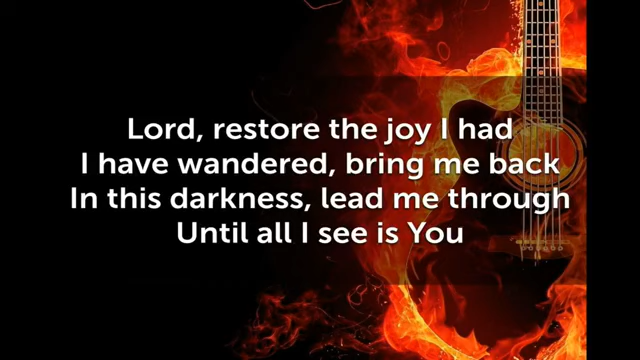 Lord, restore the joy I had
I have wandered, bring me back
In this darkness, lead me through
Until all I see is You